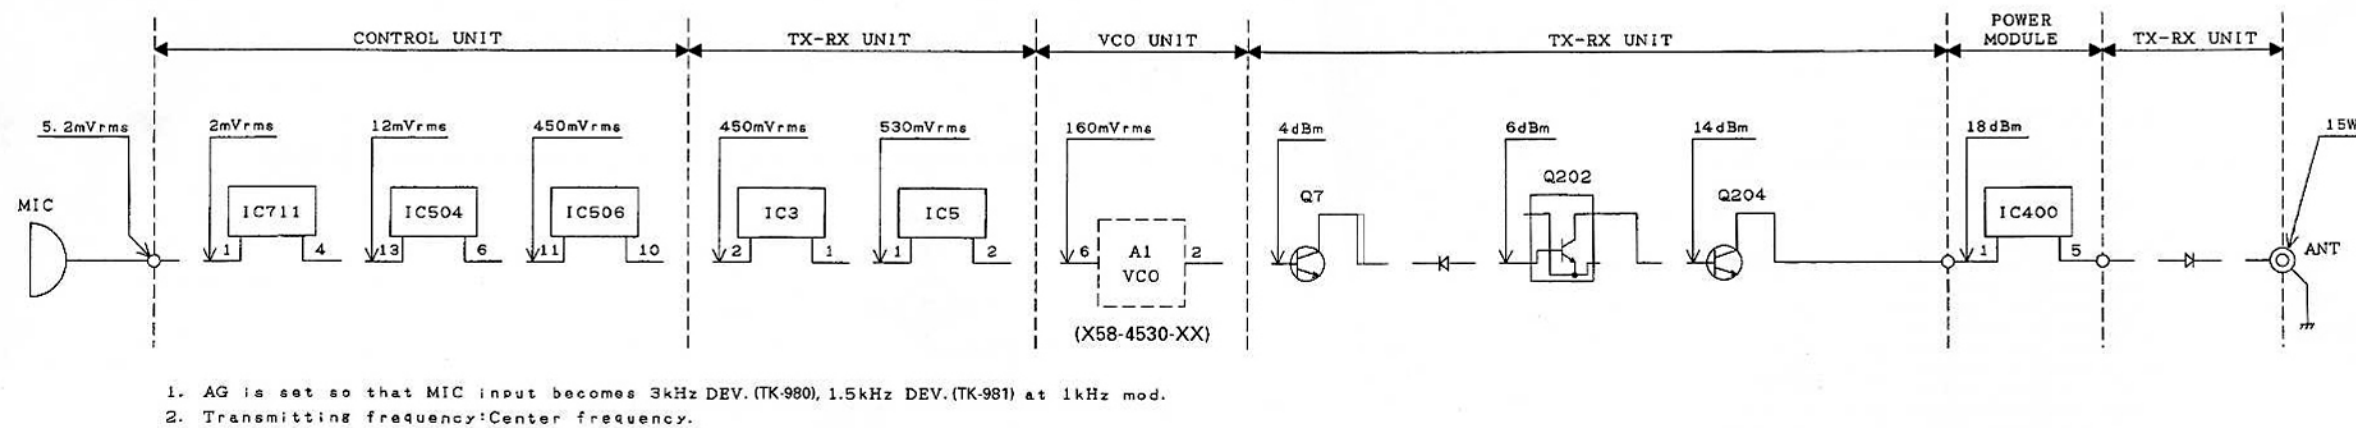 CONTROL UNIT
TX-RX UNIT
VCO UNIT
TX-RX UNIT
POWER
MODULE
TX-RX UNIT
5.2mVrms
2mVrms
12mVrms
450mVrms
450mVrms
530mVrms
160mVrms
4dBm
6dBm
14dBm
18dBm
15W
MIC
IC711
1
4
IC504
13
6
IC506
11
10
IC3
2
1
IC5
1
2
6
A1
VCO
2
(X58-4530-XX)
Q7
Q202
Q204
IC400
1
5
ANT
1. AG is set so that MIC input becomes 3kHz DEV. (TK-980), 1.5kHz DEV. (TK-981) at 1kHz mod.
2. Transmitting frequency:Center frequency.